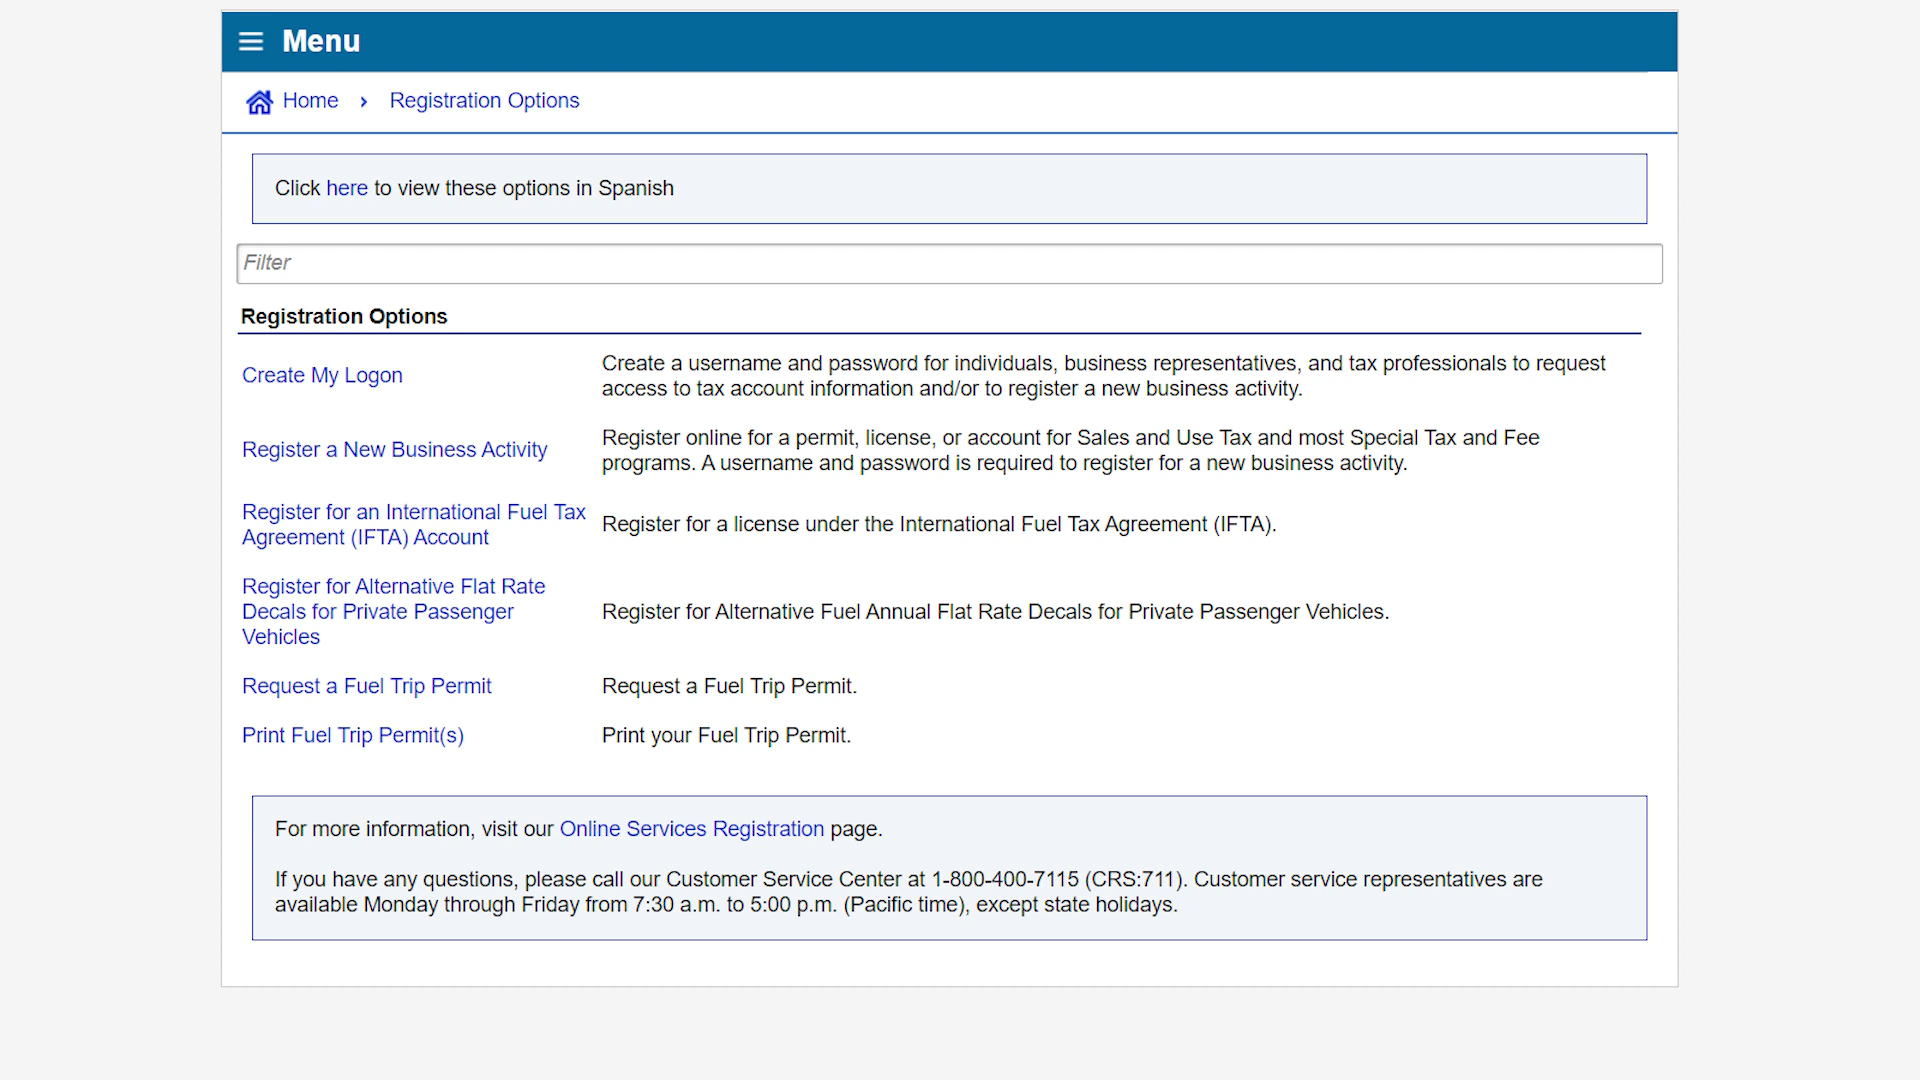 Menu
Home › Registration Options
Click here to view these options in Spanish
Filter
Registration Options
Create My Logon
Create a username and password for individuals, business representatives, and tax professionals to request
access to tax account information and/or to register a new business activity.
Register a New Business Activity
Register online for a permit, license, or account for Sales and Use Tax and most Special Tax and Fee
programs. A username and password is required to register for a new business activity.
Register for an International Fuel Tax
Agreement (IFTA) Account
Register for a license under the International Fuel Tax Agreement (IFTA).
Register for Alternative Flat Rate
Decals for Private Passenger
Vehicles
Register for Alternative Fuel Annual Flat Rate Decals for Private Passenger Vehicles.
Request a Fuel Trip Permit
Request a Fuel Trip Permit.
Print Fuel Trip Permit(s)
Print your Fuel Trip Permit.
For more information, visit our Online Services Registration page.
If you have any questions, please call our Customer Service Center at 1-800-400-7115 (CRS:711). Customer service representatives are
available Monday through Friday from 7:30 a.m. to 5:00 p.m. (Pacific time), except state holidays.